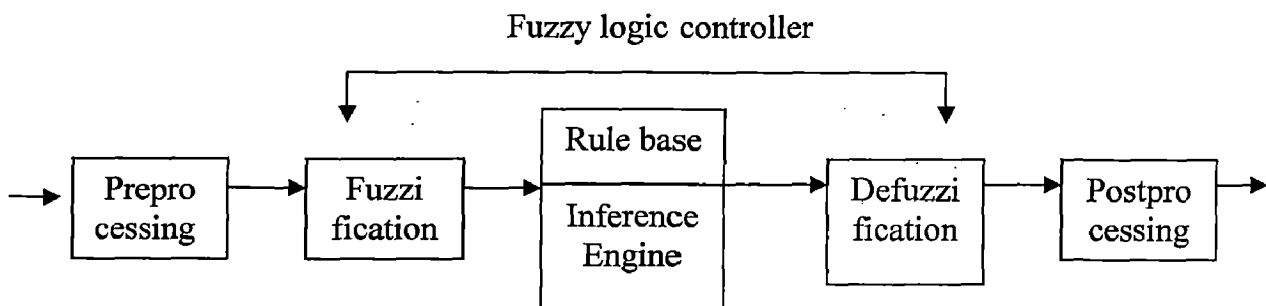 Fuzzy logic controller
Prepro
cessing
Fuzzi
fication
Rule base
Inference
Engine
Defuzzi
fication
Postpro
cessing